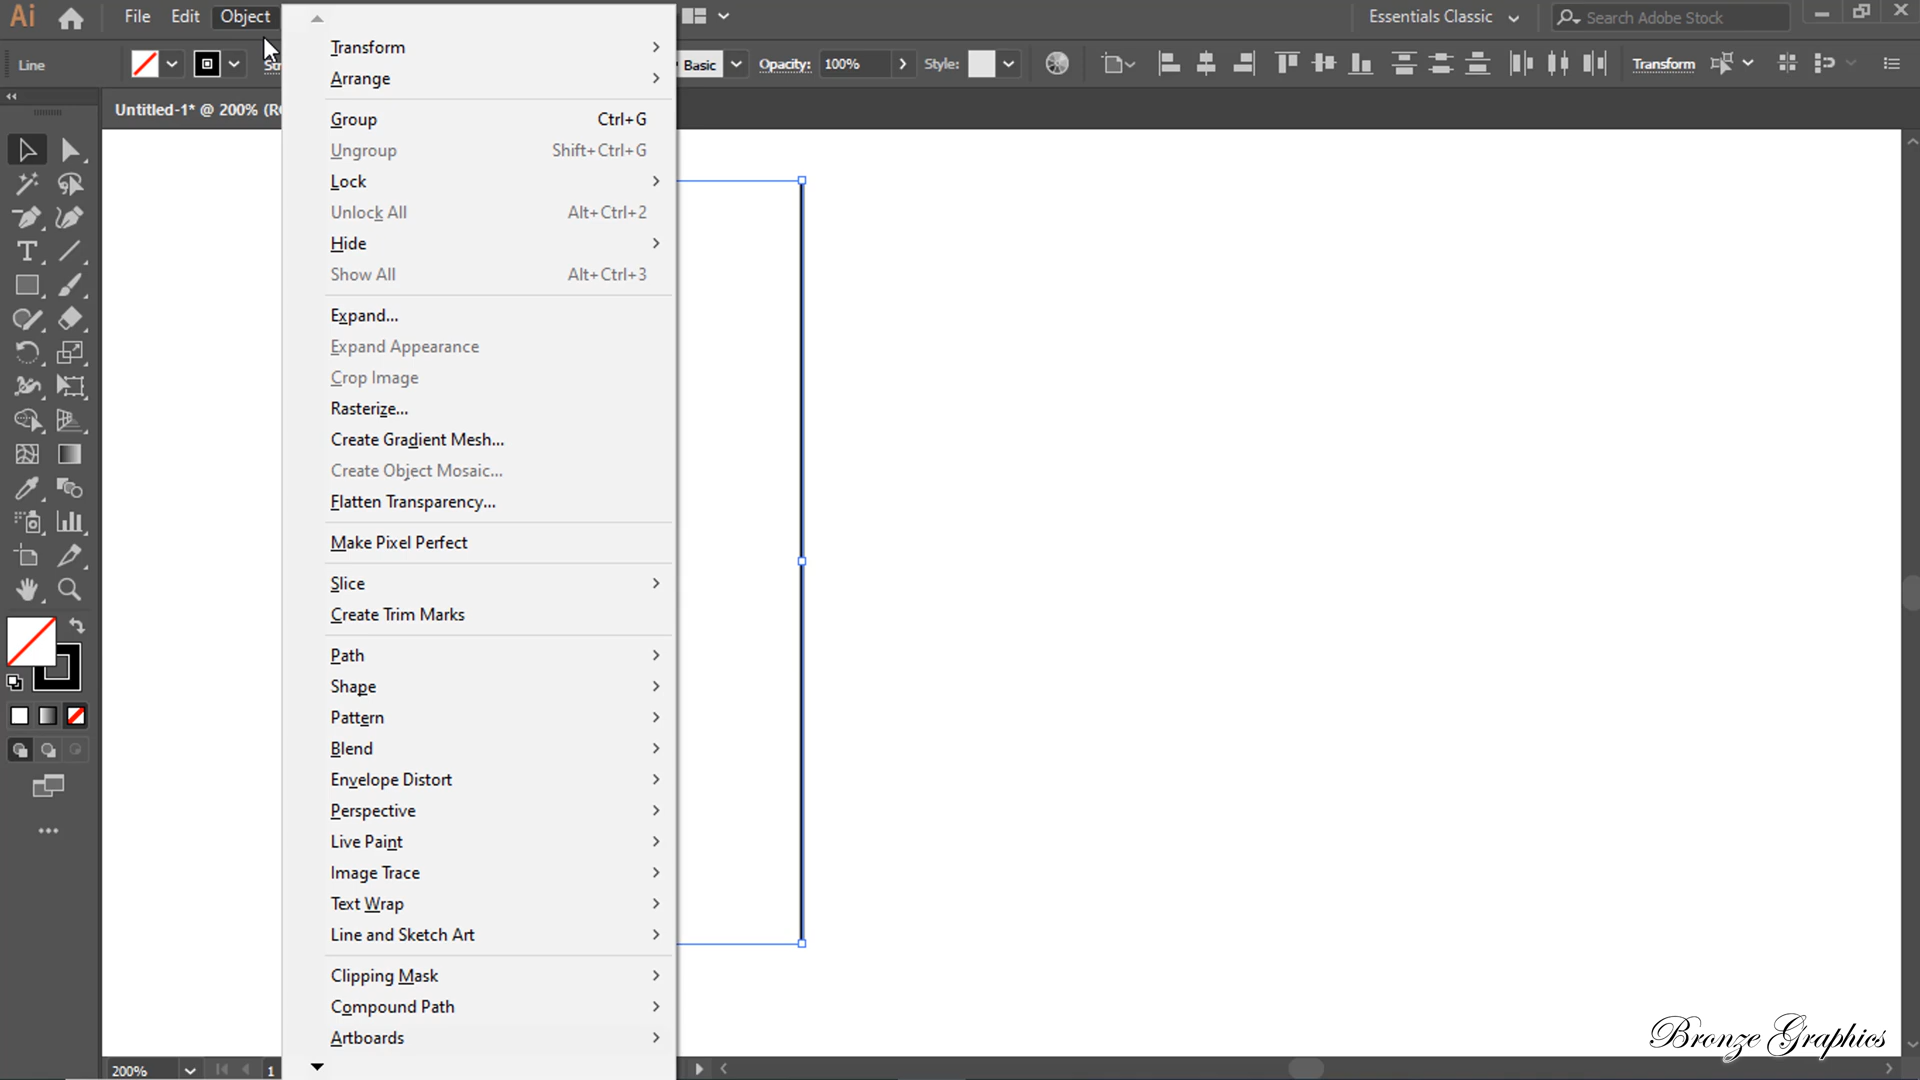 Ai File Edit Object Essentials Classic Search Adobe Stock
Line Basic Opacity: 100% Style: Transform
Untitled-1* @ 200%
Transform
Arrange
Group Ctrl+G
Ungroup Shift+Ctrl+G
Lock
Unlock All Alt+Ctrl+2
Hide
Show All Alt+Ctrl+3
Expand...
Expand Appearance
Crop Image
Rasterize...
Create Gradient Mesh...
Create Object Mosaic...
Flatten Transparency...
Make Pixel Perfect
Slice
Create Trim Marks
Path
Shape
Pattern
Blend
Envelope Distort
Perspective
Live Paint
Image Trace
Text Wrap
Line and Sketch Art
Clipping Mask
Compound Path
Artboards
200% 1
Bronze Graphics